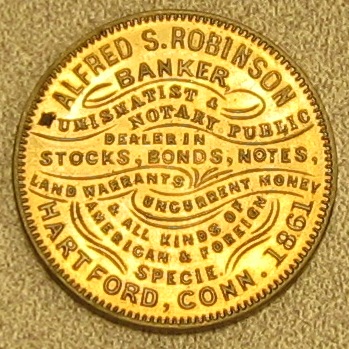 ALFRED S. ROBINSON
BANKER,
NUMISMATIST &
NOTARY PUBLIC
DEALER IN
STOCKS, BONDS, NOTES,
LAND WARRANTS
UNCURRENT MONEY
& ALL KINDS OF
AMERICAN & FOREIGN
SPECIE.
HARTFORD, CONN. 1861